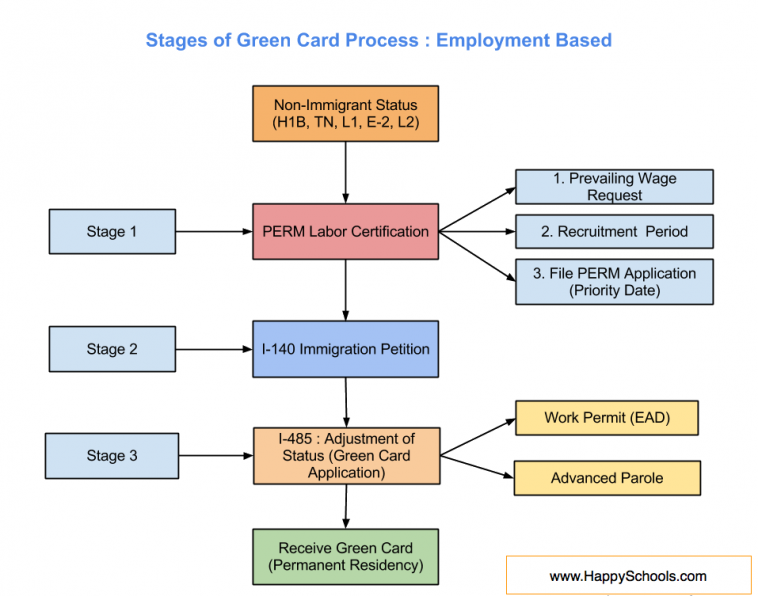 Stages of Green Card Process : Employment Based
Non-Immigrant Status
(H1B, TN, L1, E-2, L2)
1. Prevailing Wage
Request
Stage 1
PERM Labor Certification
2. Recruitment Period
3. File PERM Application
(Priority Date)
Stage 2
I-140 Immigration Petition
Work Permit (EAD)
Stage 3
I-485 : Adjustment of
Status (Green Card
Application)
Advanced Parole
Receive Green Card
(Permanent Residency)
www.HappySchools.com